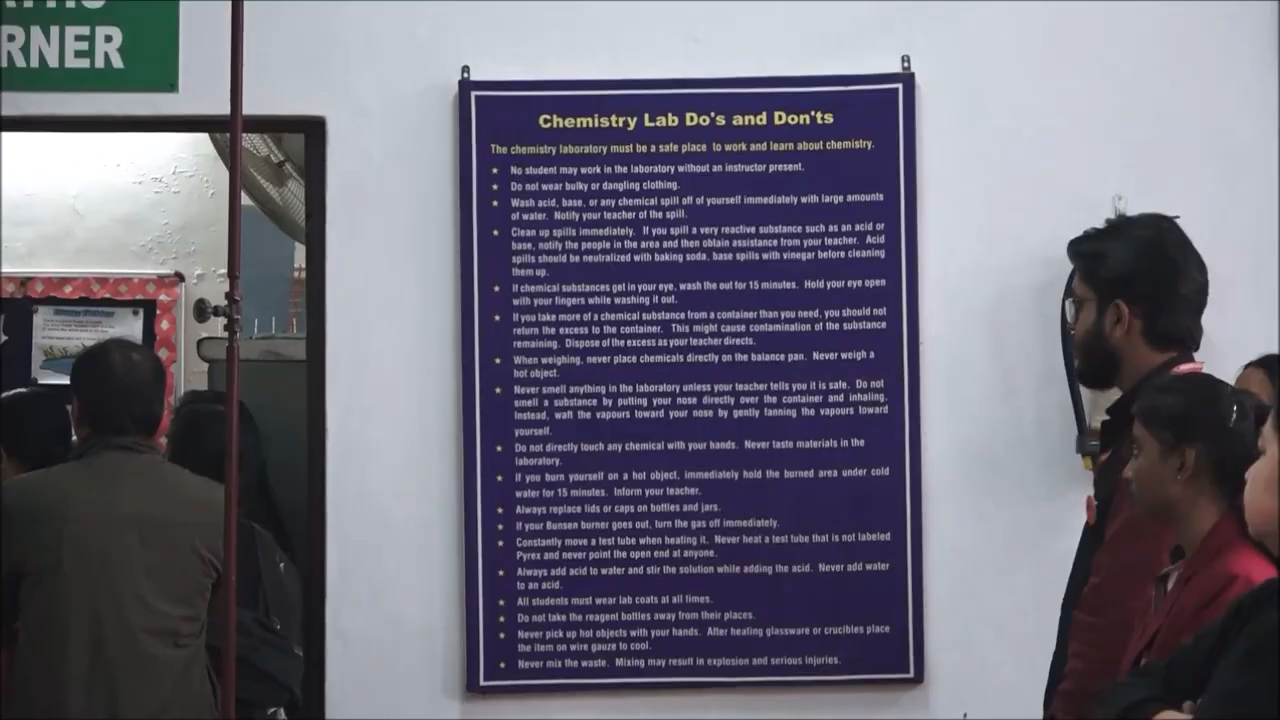 RNER
Chemistry Lab Do's and Don'ts
The chemistry laboratory must be a safe place to work and learn about chemistry.
★ No student may work in the laboratory without an instructor present.
★ Do not wear bulky or dangling clothing.
★ Wash acid, base, or any chemical spill off of yourself immediately with large amounts
of water. Notify your teacher of the spill.
★ Clean up spills immediately. If you spill a very reactive substance such as an acid or
base, notify the people in the area and then obtain assistance from your teacher. Acid
spills should be neutralized with baking soda, base spills with vinegar before cleaning
them up.
★ If chemical substances get in your eye, wash the out for 15 minutes. Hold your eye open
with your fingers while washing it out.
★ If you take more of a chemical substance from a container than you need, you should not
return the excess to the container. This might cause contamination of the substance
remaining. Dispose of the excess as your teacher directs.
★ When weighing, never place chemicals directly on the balance pan. Never weigh a
hot object.
★ Never smell anything in the laboratory unless your teacher tells you it is safe. Do not
smell a substance by putting your nose directly over the container and inhaling.
Instead, waft the vapours toward your nose by gently fanning the vapours toward
yourself.
★ Do not directly touch any chemical with your hands. Never taste materials in the
laboratory.
★ If you burn yourself on a hot object, immediately hold the burned area under cold
water for 15 minutes. Inform your teacher.
★ Always replace lids or caps on bottles and jars.
★ If your Bunsen burner goes out, turn the gas off immediately.
★ Constantly move a test tube when heating it. Never heat a test tube that is not labeled
Pyrex and never point the open end at anyone.
★ Always add acid to water and stir the solution while adding the acid. Never add water
to an acid.
★ All students must wear lab coats at all times.
★ Do not take the reagent bottles away from their places.
★ Never pick up hot objects with your hands. After heating glassware or crucibles place
the item on wire gauze to cool.
★ Never mix the waste. Mixing may result in explosion and serious injuries.